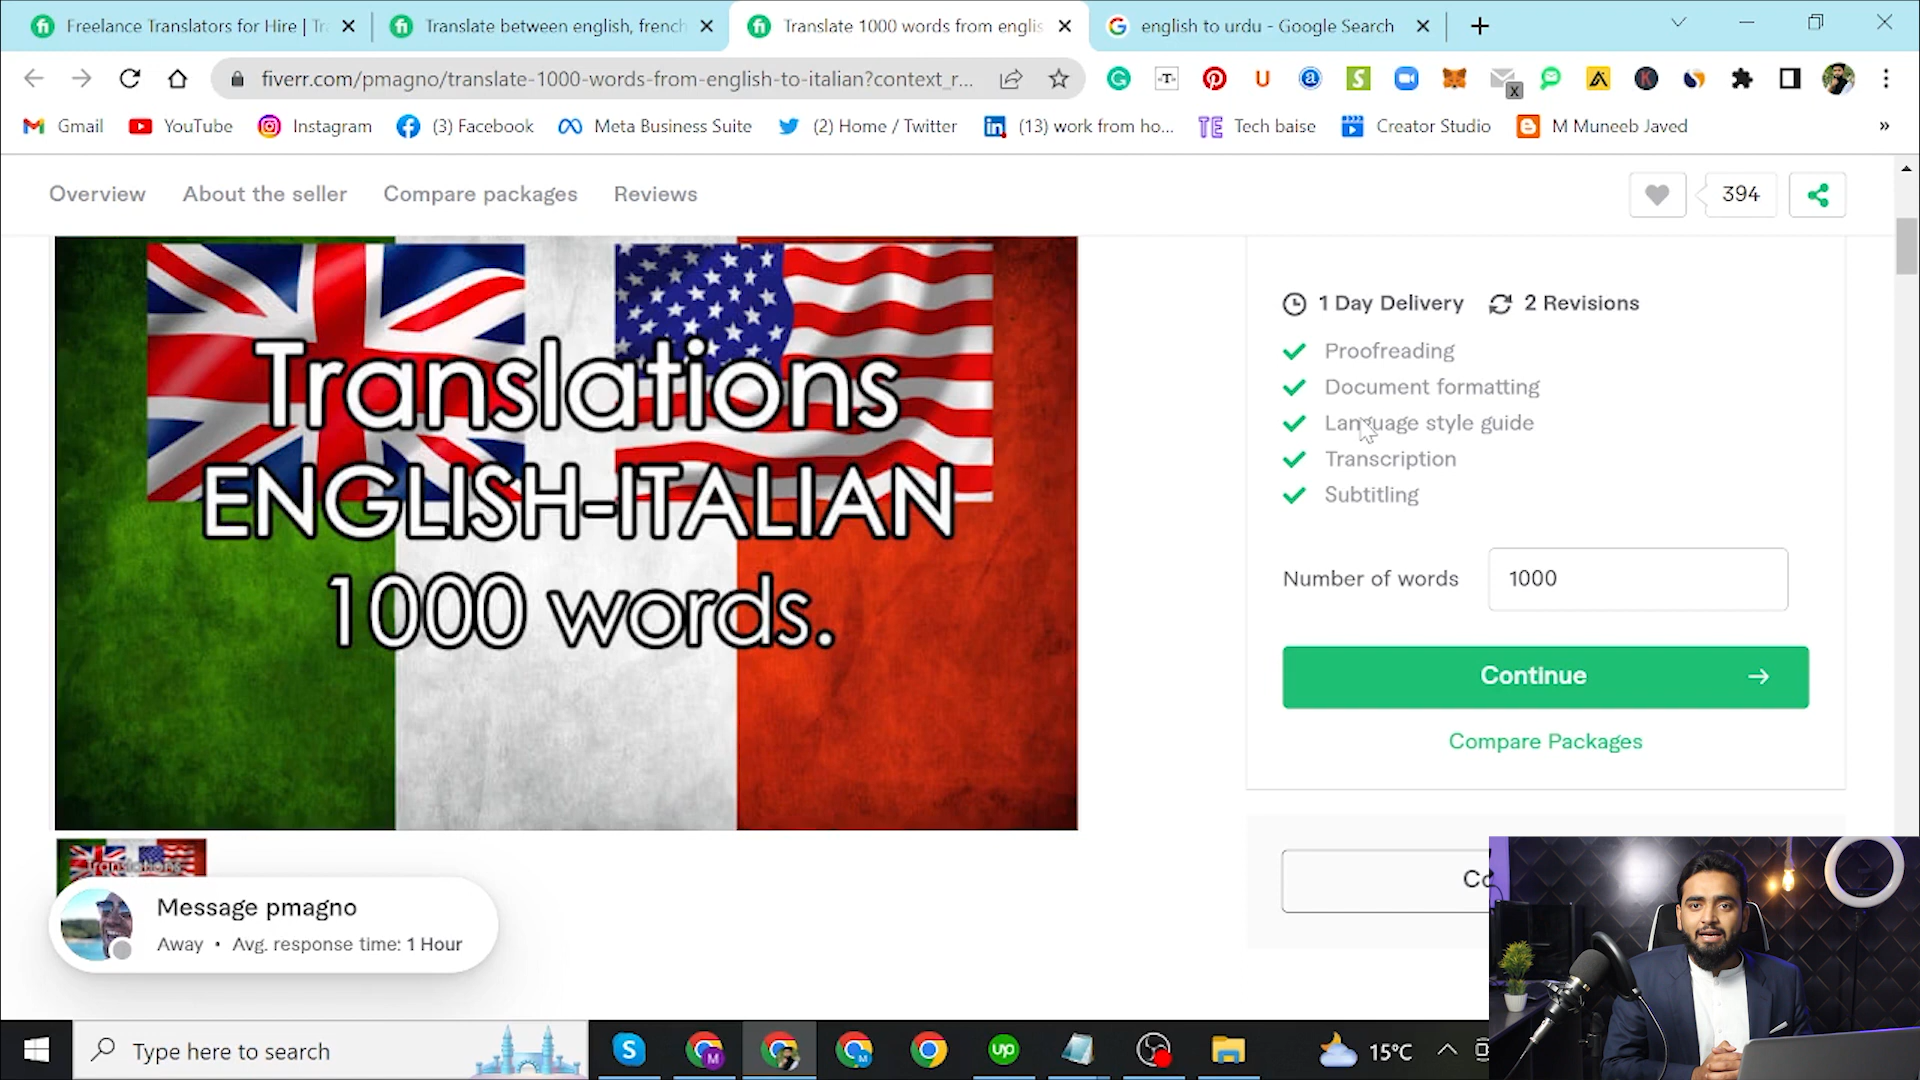 Freelance Translators for Hire | Tr
Translate between english, french
Translate 1000 words from englis
english to urdu - Google Search
fiverr.com/pmagno/translate-1000-words-from-english-to-italian?context_r...
Gmail
YouTube
Instagram
(3) Facebook
Meta Business Suite
(2) Home / Twitter
(13) work from ho...
Tech baise
Creator Studio
M Muneeb Javed
»
Overview
About the seller
Compare packages
Reviews
394
Translations
ENGLISH-ITALIAN
1000 words.
1 Day Delivery
2 Revisions
Proofreading
Document formatting
Language style guide
Transcription
Subtitling
Number of words
1000
Continue
Compare Packages
Message pmagno
Away • Avg. response time: 1 Hour
Type here to search
15°C